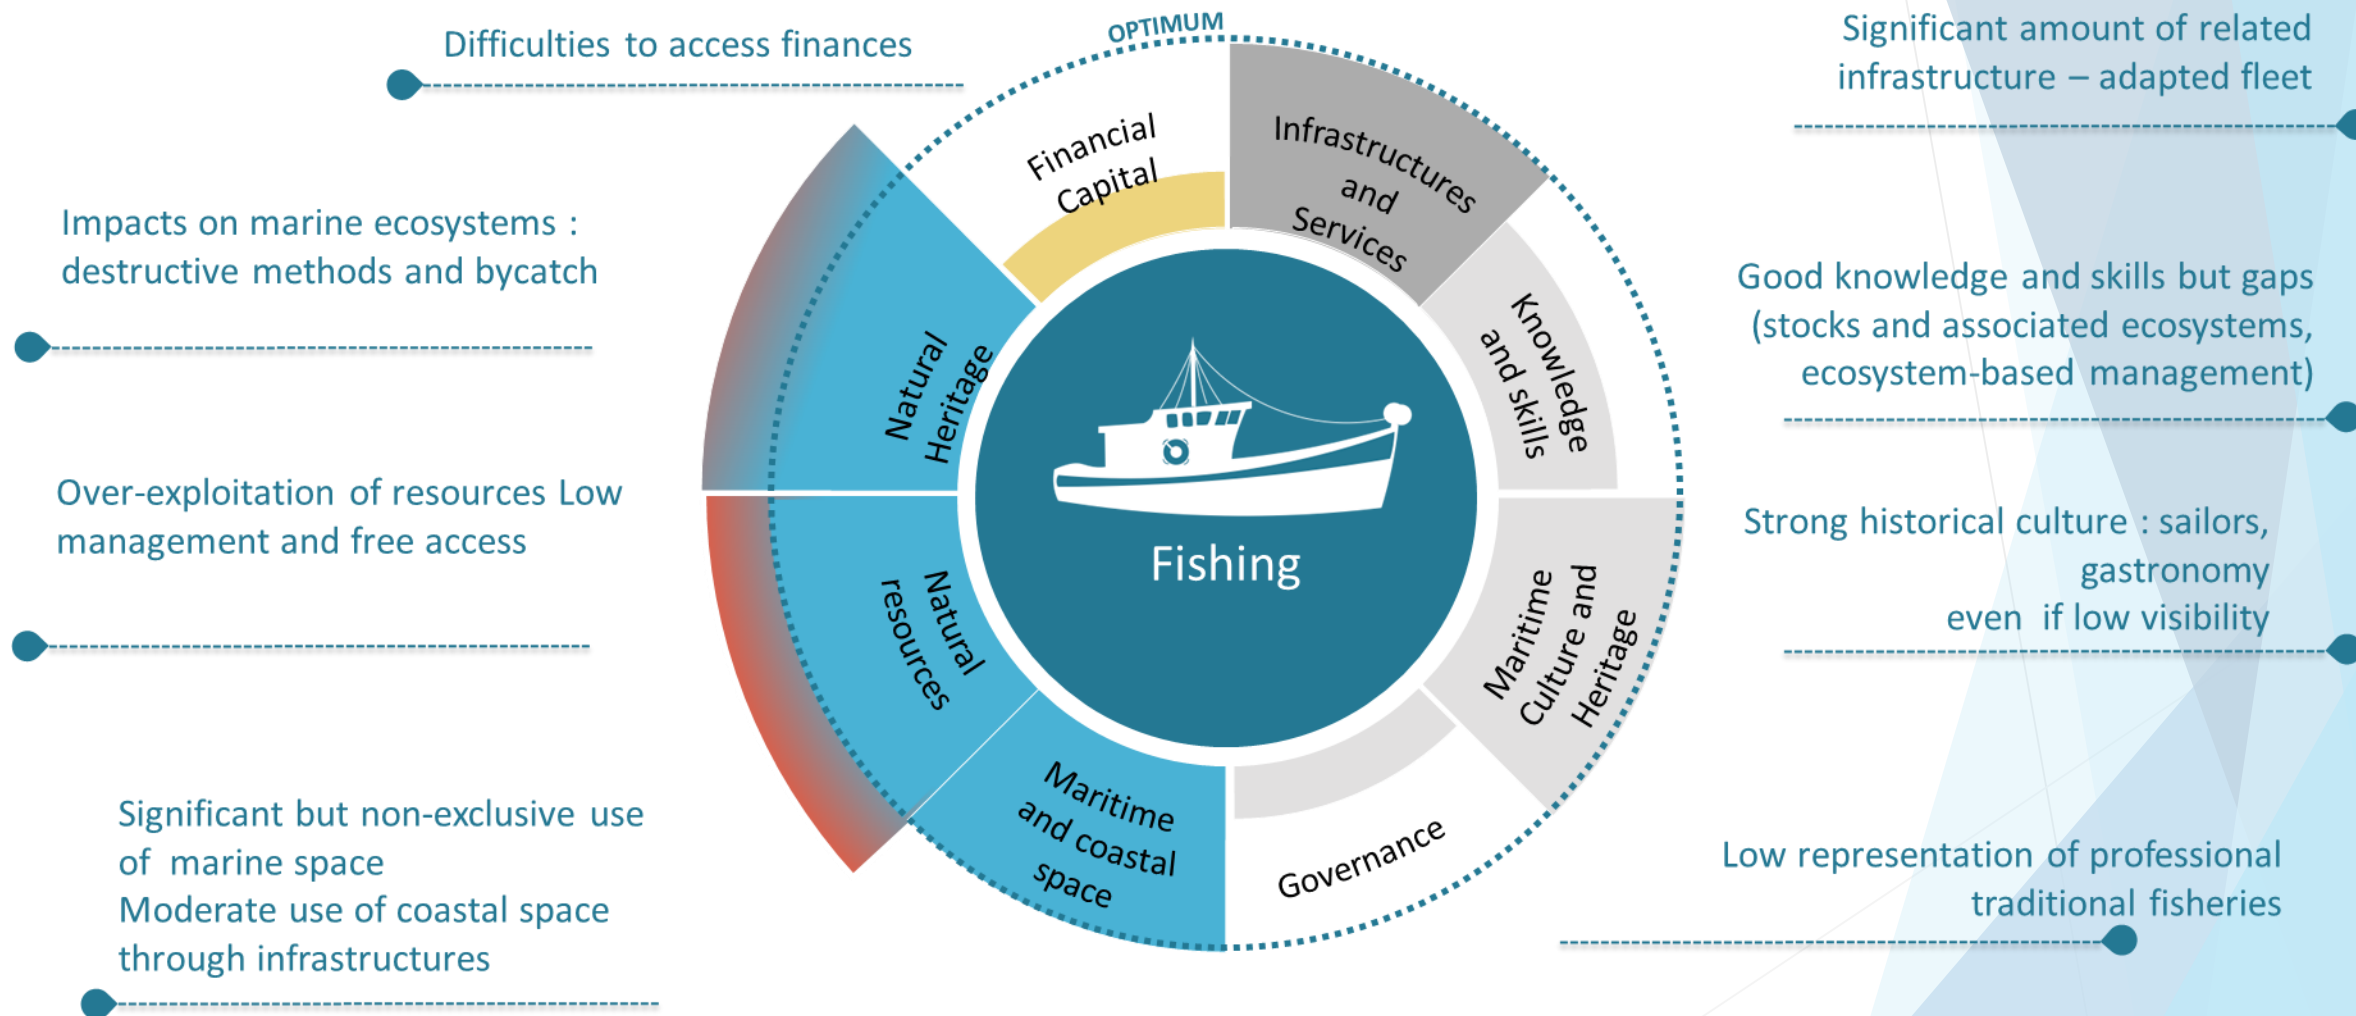 Difficulties to access finances
Impacts on marine ecosystems :
destructive methods and bycatch
Over-exploitation of resources Low
management and free access
Significant but non-exclusive use
of marine space
Moderate use of coastal space
through infrastructures
OPTIMUM
Financial
Capital
Infrastructures
and
Services
Knowledge
and skills
Maritime
Culture and
Heritage
Governance
Maritime
and coastal
space
Natural
resources
Natural
Heritage
Fishing
Significant amount of related
infrastructure – adapted fleet
Good knowledge and skills but gaps
(stocks and associated ecosystems,
ecosystem-based management)
Strong historical culture : sailors,
gastronomy
even if low visibility
Low representation of professional
traditional fisheries